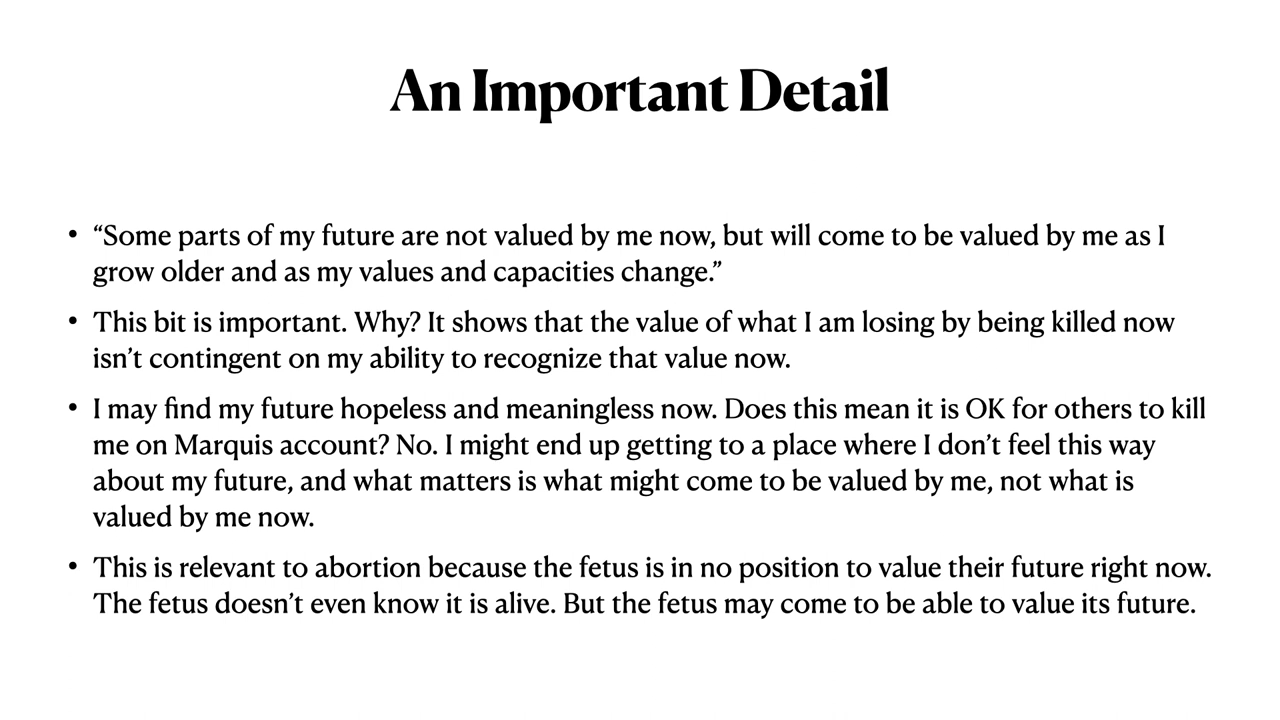 An Important Detail
• “Some parts of my future are not valued by me now, but will come to be valued by me as I
grow older and as my values and capacities change.”
• This bit is important. Why? It shows that the value of what I am losing by being killed now
isn’t contingent on my ability to recognize that value now.
• I may find my future hopeless and meaningless now. Does this mean it is OK for others to kill
me on Marquis account? No. I might end up getting to a place where I don’t feel this way
about my future, and what matters is what might come to be valued by me, not what is
valued by me now.
• This is relevant to abortion because the fetus is in no position to value their future right now.
The fetus doesn’t even know it is alive. But the fetus may come to be able to value its future.